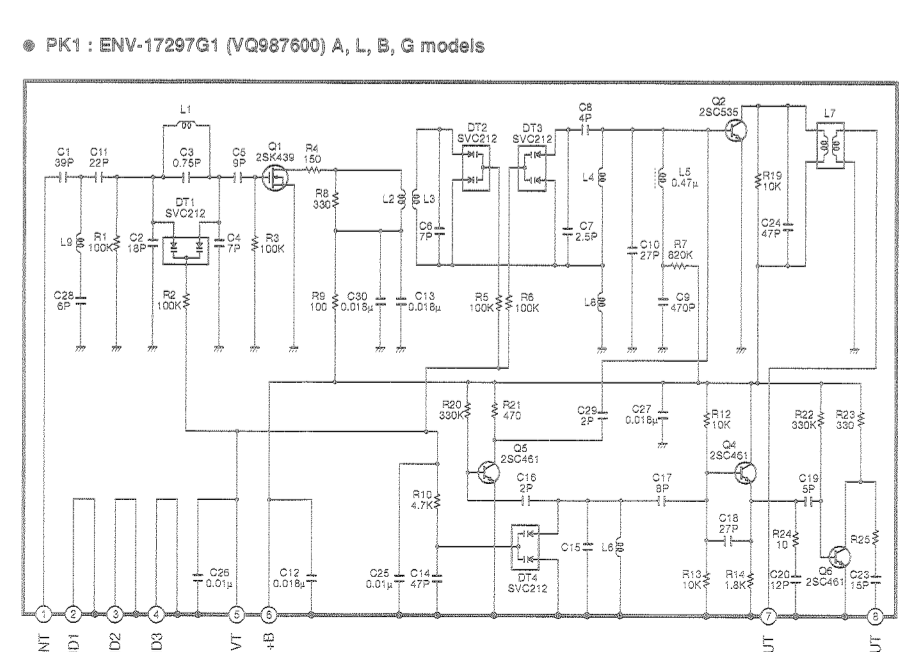 ● PK1 : ENV-17297G1 (VQ987600) A, L, B, G models
L1
C1
39P
C11
22P
C3
0.75P
C5
9P
Q1
2SK439
R4
150
DT2
SVC212
DT3
SVC212
C8
4P
Q2
2SC535
L7
DT1
SVC212
R8
330
L2
L3
L4
L5
0.47μ
R19
10K
L9
R1
100K
C2
18P
C4
7P
R3
100K
C6
7P
C7
2.5P
C10
27P
R7
820K
C24
47P
C28
6P
R2
100K
R9
100
C30
0.018μ
C13
0.018μ
R5
100K
R6
100K
L8
C9
470P
R20
330K
R21
470
C29
2P
C27
0.018μ
R12
10K
R22
330K
R23
330
Q5
2SC461
Q4
2SC461
C16
2P
C17
8P
C19
5P
R10
4.7K
C18
27P
R24
10
R25
C15
L6
DT4
SVC212
Q6
2SC461
C26
0.01μ
C12
0.018μ
C25
0.01μ
C14
47P
R13
10K
R14
1.8K
C20
12P
C23
15P
1
2
3
4
5
6
7
8
NT
D1
D2
D3
VT
+B
UT
UT